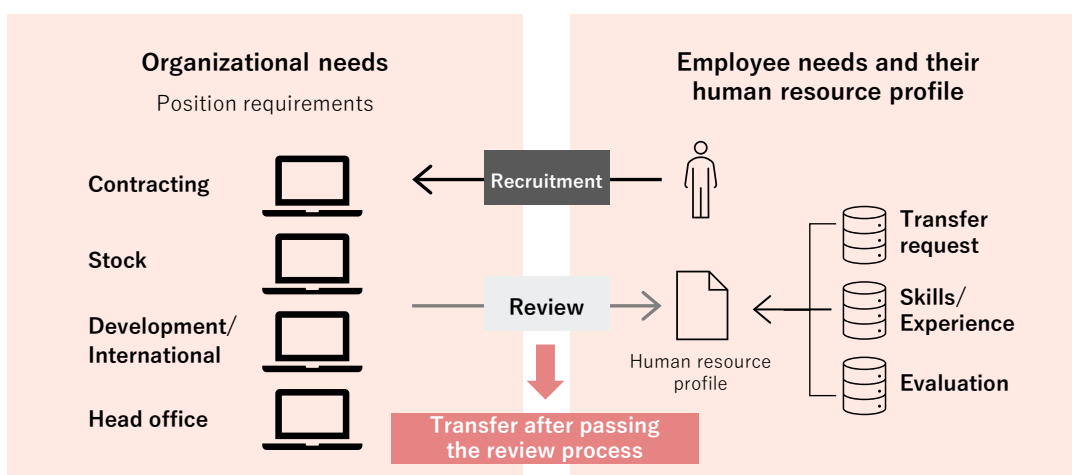 Organizational needs
Position requirements
Contracting
Stock
Development/
International
Head office
Recruitment
Review
Transfer after passing
the review process
Employee needs and their
human resource profile
Human resource
profile
Transfer
request
Skills/
Experience
Evaluation